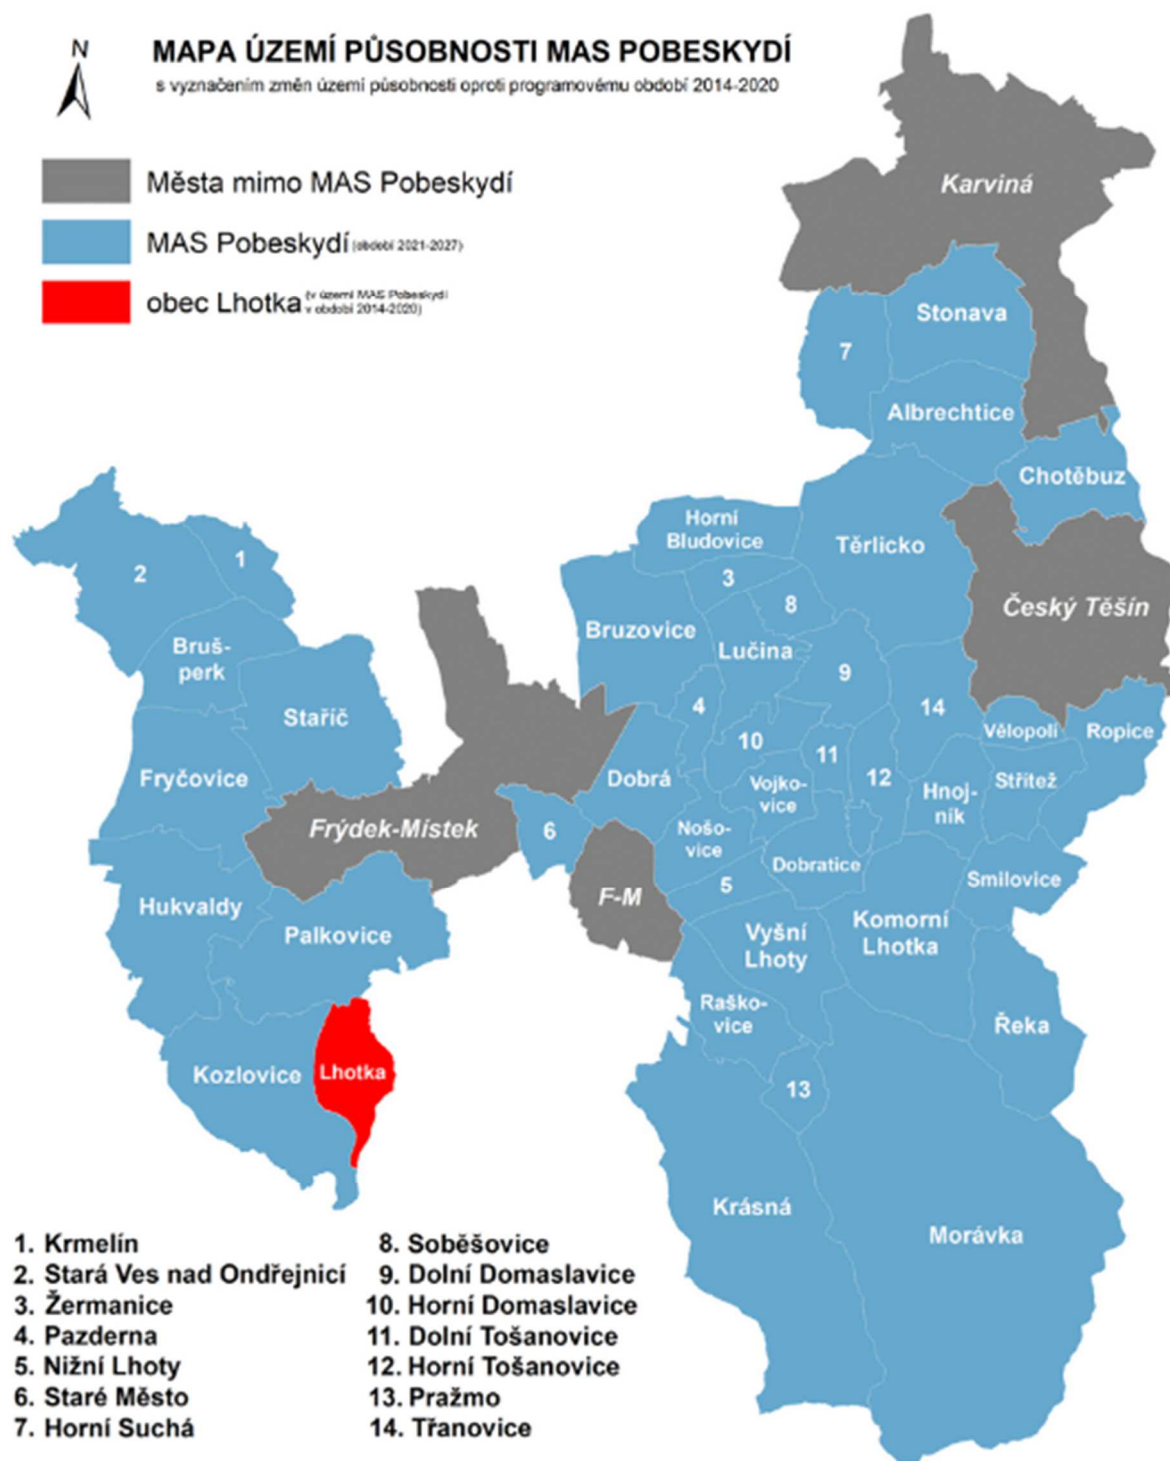 N
MAPA ÚZEMÍ PŮSOBNOSTI MAS POBESKYDÍ
s vyznačením změn území působnosti oproti programovému období 2014-2020
Města mimo MAS Pobeskydí
MAS Pobeskydí (období 2021-2027)
obec Lhotka (v území MAS Pobeskydí
v období 2014-2020)
Karviná
Stonava
7
Albrechtice
Chotěbuz
Horní
Bludovice
Těrlicko
1
2
3
8
Český Těšín
Bruzovice
Lučina
Bruš-
perk
9
4
14
Staříč
Vělopolí
Ropice
10
11
Fryčovice
Dobrá
Vojko-
vice
12
Hnoj-
ník
Střítež
Frýdek-Místek
6
Nošo-
vice
Dobratice
5
Smilovice
F-M
Hukvaldy
Palkovice
Vyšní
Lhoty
Komorní
Lhotka
Raško-
vice
Řeka
Kozlovice
Lhotka
13
Krásná
Morávka
1. Krmelín
2. Stará Ves nad Ondřejnicí
3. Žermanice
4. Pazderna
5. Nižní Lhoty
6. Staré Město
7. Horní Suchá
8. Soběšovice
9. Dolní Domaslavice
10. Horní Domaslavice
11. Dolní Tošanovice
12. Horní Tošanovice
13. Pražmo
14. Třanovice